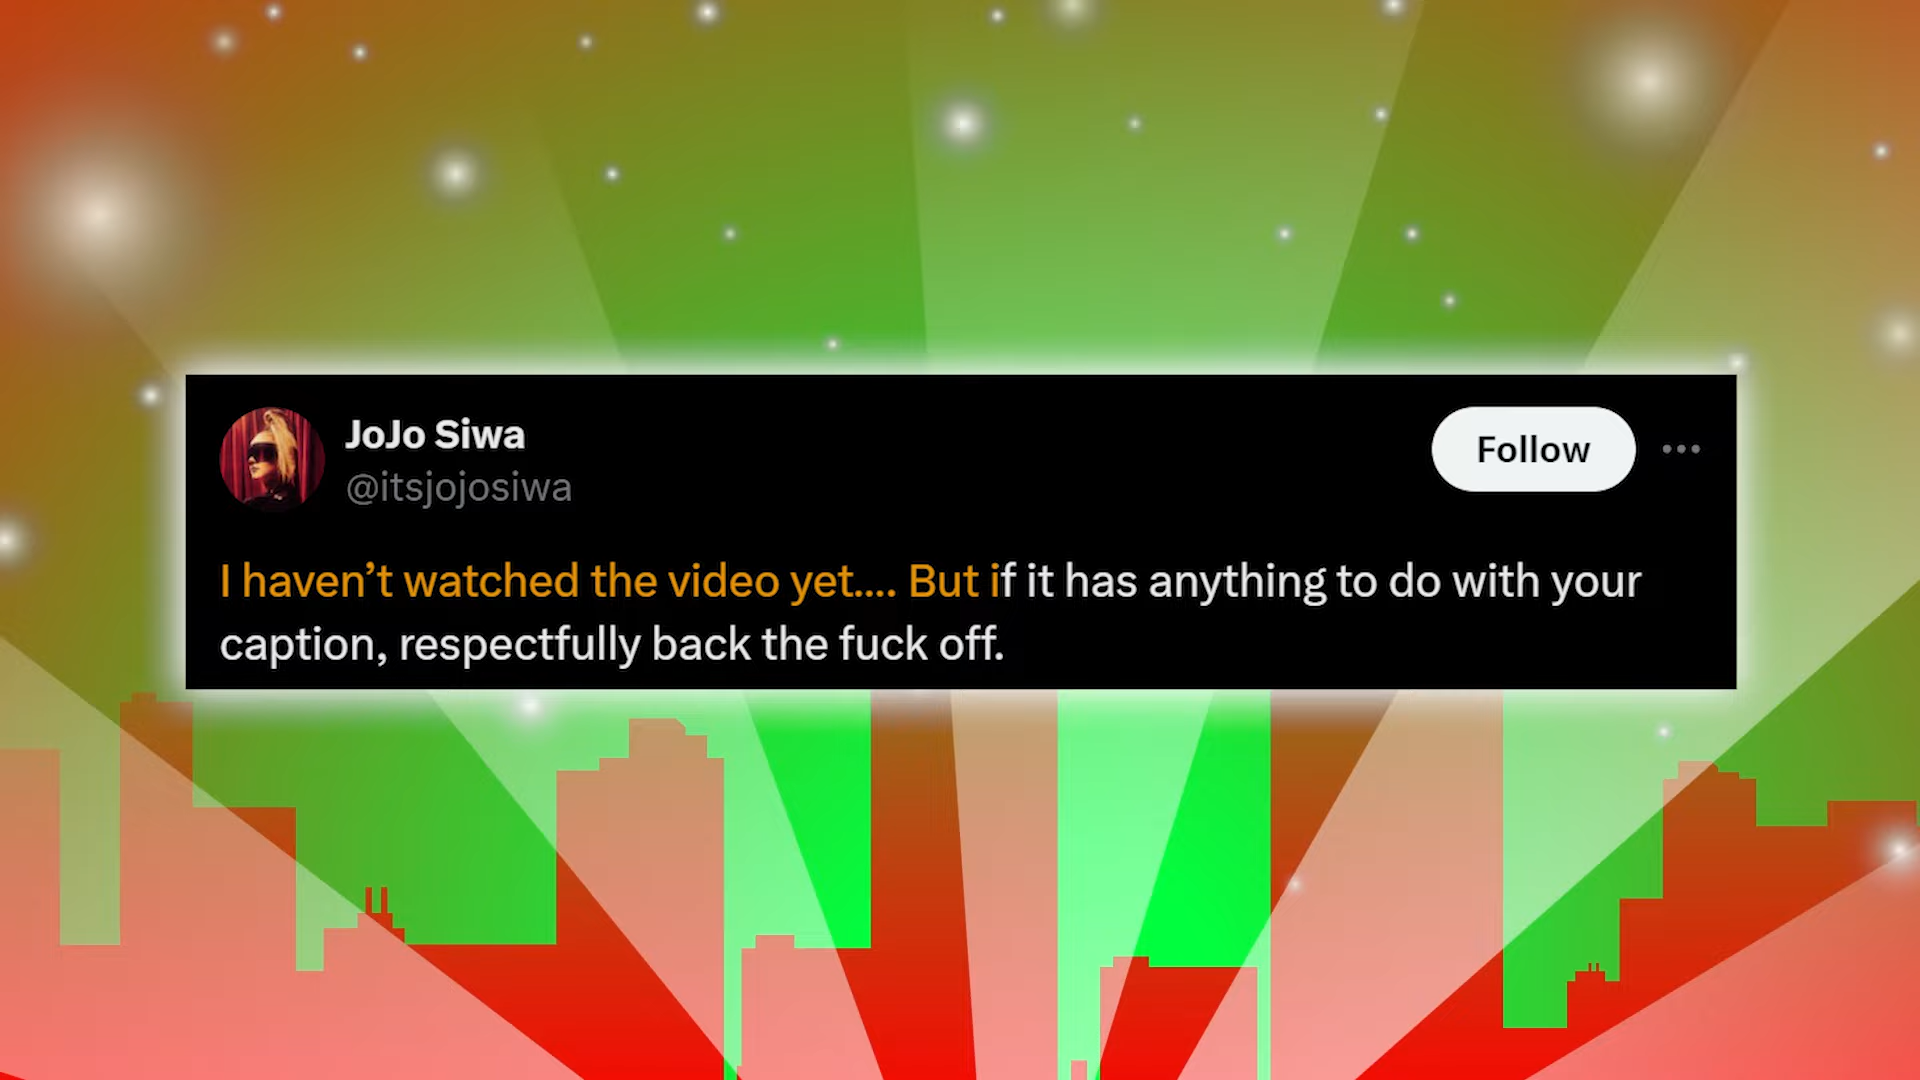 JoJo Siwa
@itsjojosiwa
Follow
I haven’t watched the video yet.... But if it has anything to do with your
caption, respectfully back the fuck off.